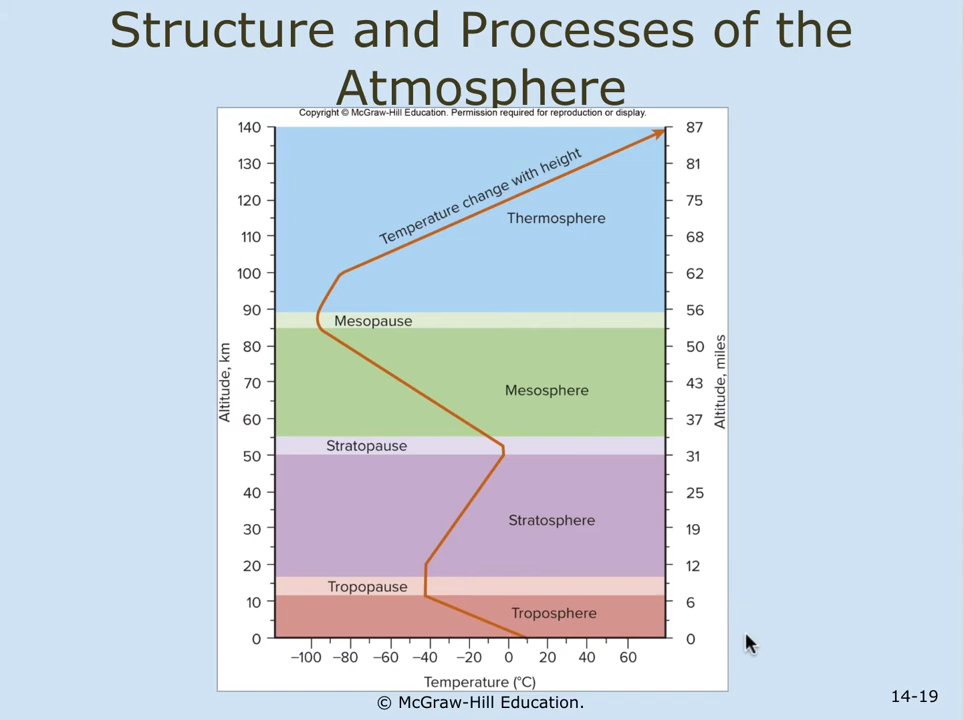 Structure and Processes of the
Atmosphere
Copyright © McGraw-Hill Education. Permission required for reproduction or display.
140
130
120
110
100
90
80
70
60
50
40
30
20
10
0
Altitude, km
Temperature change with height
Thermosphere
Mesopause
Mesosphere
Stratopause
Stratosphere
Tropopause
Troposphere
87
81
75
68
62
56
50
43
37
31
25
19
12
6
0
Altitude, miles
−100 −80 −60 −40 −20 0 20 40 60
Temperature (°C)
© McGraw-Hill Education.
14-19